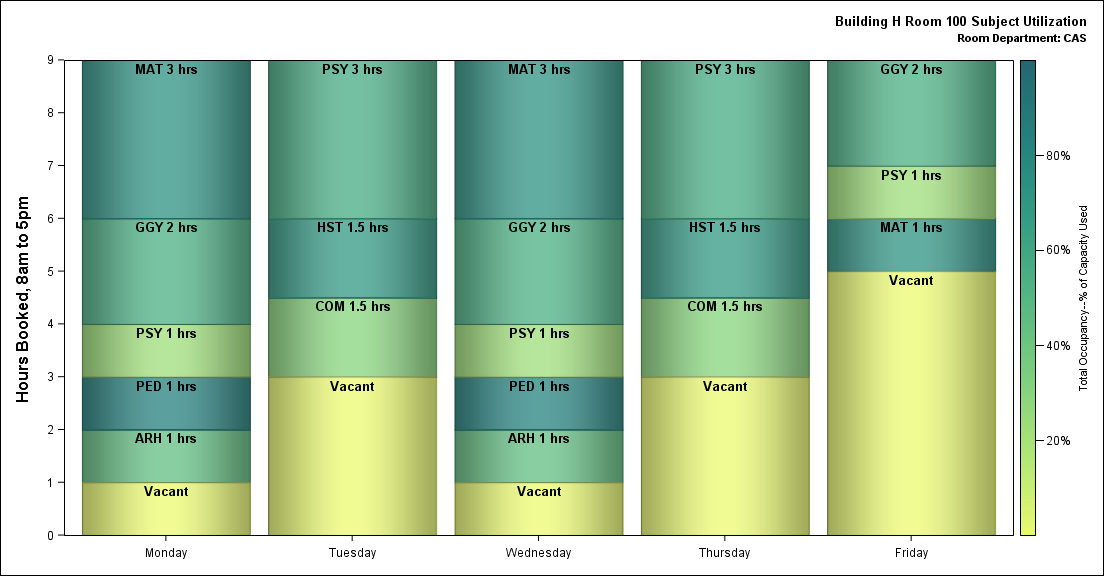 Building H Room 100 Subject Utilization
Room Department: CAS
Hours Booked, 8am to 5pm
9
8
7
6
5
4
3
2
1
0
MAT 3 hrs
GGY 2 hrs
PSY 1 hrs
PED 1 hrs
ARH 1 hrs
Vacant
PSY 3 hrs
HST 1.5 hrs
COM 1.5 hrs
Vacant
MAT 3 hrs
GGY 2 hrs
PSY 1 hrs
PED 1 hrs
ARH 1 hrs
Vacant
PSY 3 hrs
HST 1.5 hrs
COM 1.5 hrs
Vacant
GGY 2 hrs
PSY 1 hrs
MAT 1 hrs
Vacant
Monday
Tuesday
Wednesday
Thursday
Friday
80%
60%
40%
20%
Total Occupancy--% of Capacity Used